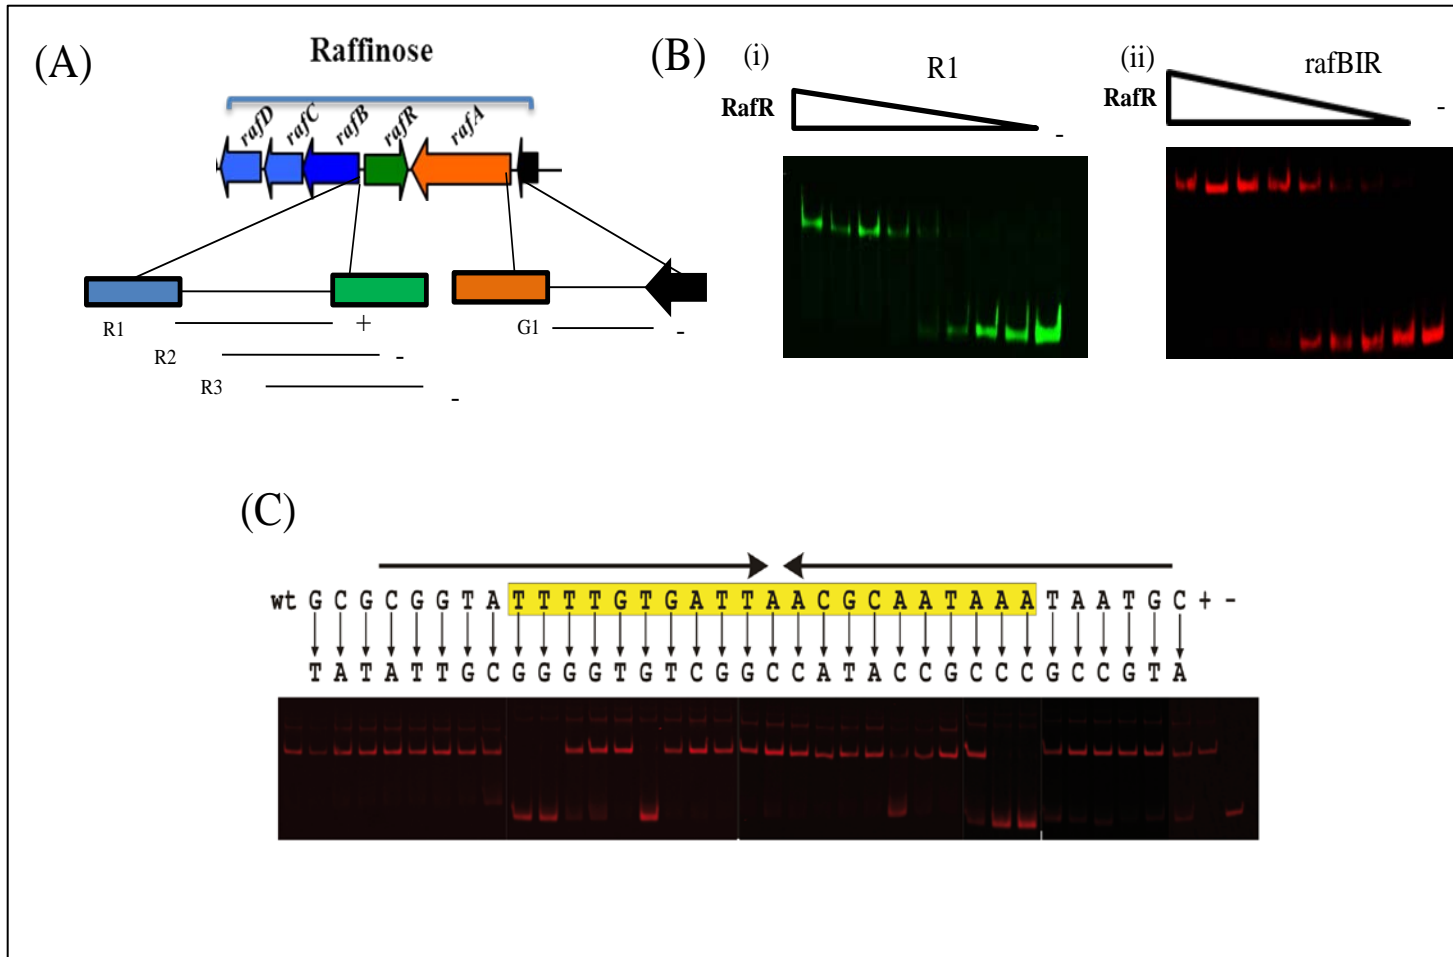 (A)
Raffinose
rafD rafC rafB rafR rafA
R1 +
R2 -
R3 -
G1 -
(B)
(i)
R1
RafR
-
(ii)
rafBIR
RafR
-
(C)
wt G C G C G G T A T T T T G T G A T T A A C G C A A T A A A T A A T G C + -
T A T A T T G C G G G G T G T C G G C C A T A C C G C C C G C C G T A